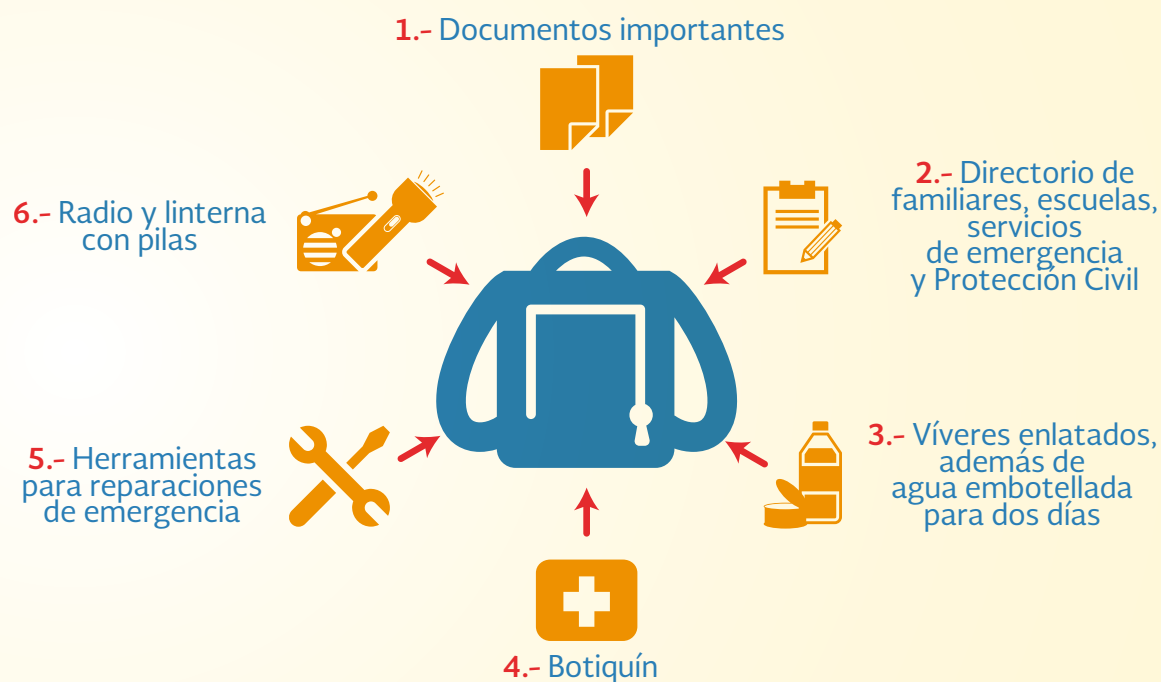 1.- Documentos importantes
2.- Directorio de
familiares, escuelas,
servicios
de emergencia
y Protección Civil
3.- Víveres enlatados,
además de
agua embotellada
para dos días
4.- Botiquín
5.- Herramientas
para reparaciones
de emergencia
6.- Radio y linterna
con pilas